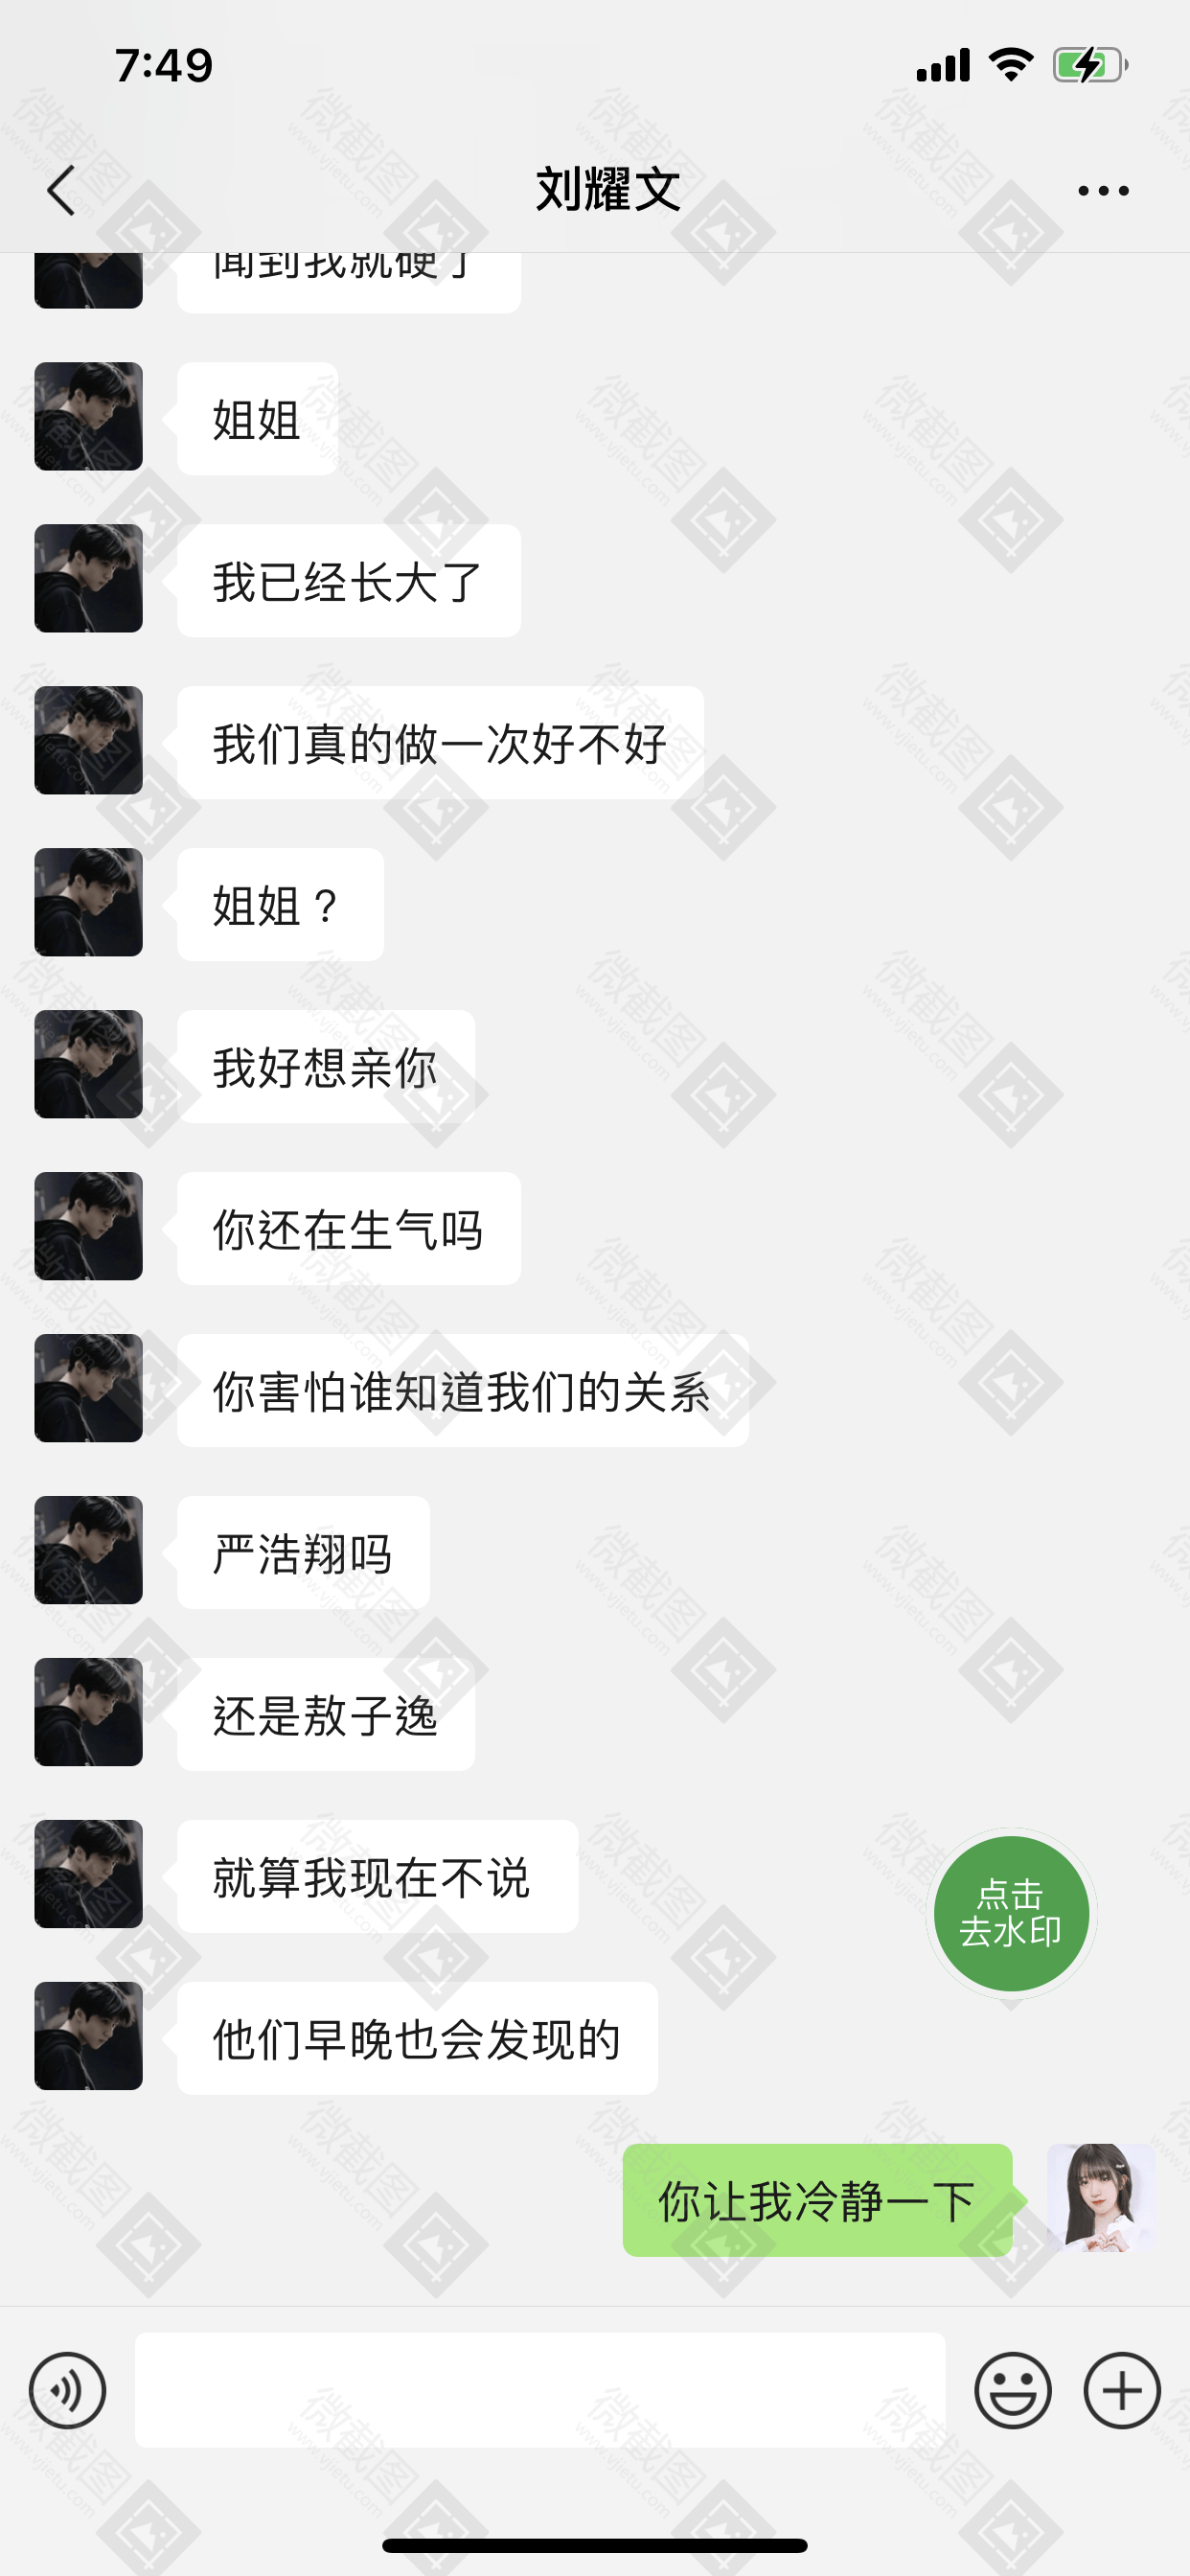 7:49
刘耀文
姐姐
我已经长大了
我们真的做一次好不好
姐姐？
我好想亲你
你还在生气吗
你害怕谁知道我们的关系
严浩翔吗
还是敖子逸
就算我现在不说
他们早晚也会发现的
点击
去水印
你让我冷静一下
微截图
www.vjietu.com